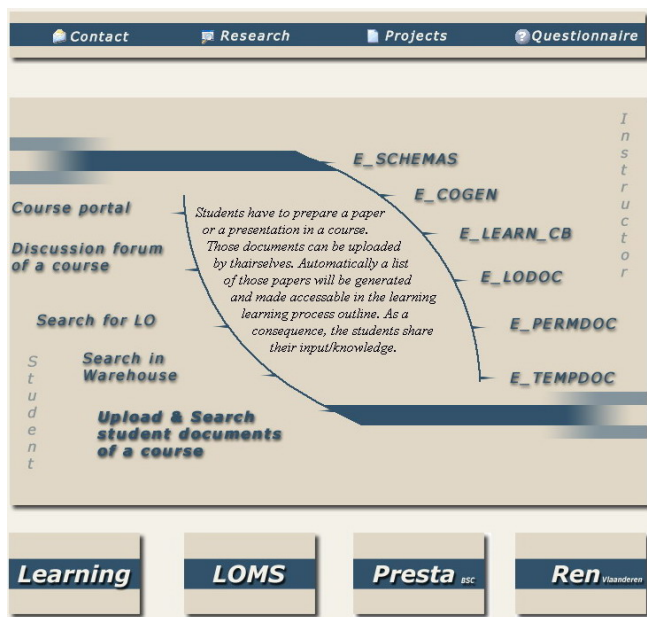 Contact Research Projects Questionnaire
Instructor
E_SCHEMAS
E_COGEN
E_LEARN_CB
E_LODOC
E_PERMDOC
E_TEMPDOC
Students have to prepare a paper
or a presentation in a course.
Those documents can be uploaded
by thairselves. Automatically a list
of those papers will be generated
and made accessable in the learning
learning process outline. As a
consequence, the students share
their input/knowledge.
Course portal
Discussion forum
of a course
Search for LO
Search in
Warehouse
Upload & Search
student documents
of a course
Student
Learning LOMS Presta BSC Ren Vlaanderen